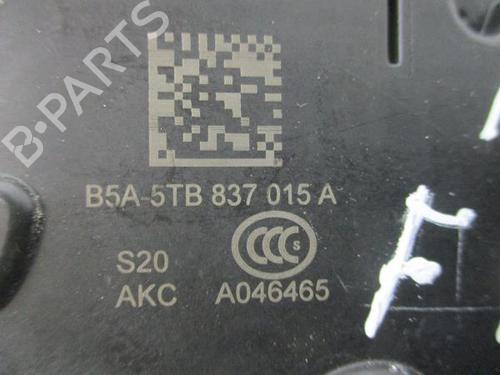 B-PARTS
B5A-5TB 837 015 A
S20
CCC S
AKC A046465
F